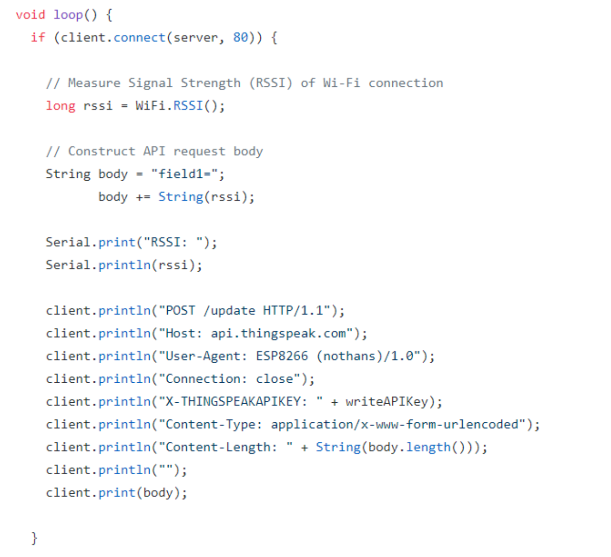 void loop() {
  if (client.connect(server, 80)) {

    // Measure Signal Strength (RSSI) of Wi-Fi connection
    long rssi = WiFi.RSSI();

    // Construct API request body
    String body = "field1=";
           body += String(rssi);

    Serial.print("RSSI: ");
    Serial.println(rssi);

    client.println("POST /update HTTP/1.1");
    client.println("Host: api.thingspeak.com");
    client.println("User-Agent: ESP8266 (nothans)/1.0");
    client.println("Connection: close");
    client.println("X-THINGSPEAKAPIKEY: " + writeAPIKey);
    client.println("Content-Type: application/x-www-form-urlencoded");
    client.println("Content-Length: " + String(body.length()));
    client.println("");
    client.print(body);

  }